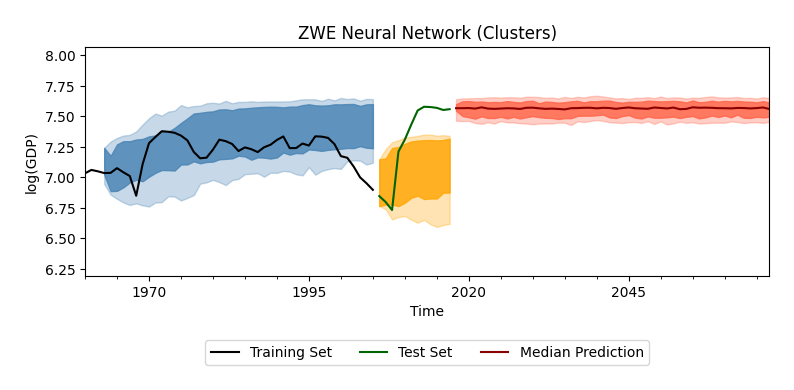 ZWE Neural Network (Clusters)
8.00
7.75
7.50
7.25
7.00
6.75
6.50
6.25
log(GDP)
1970 1995 2020 2045
Time
Training Set Test Set Median Prediction